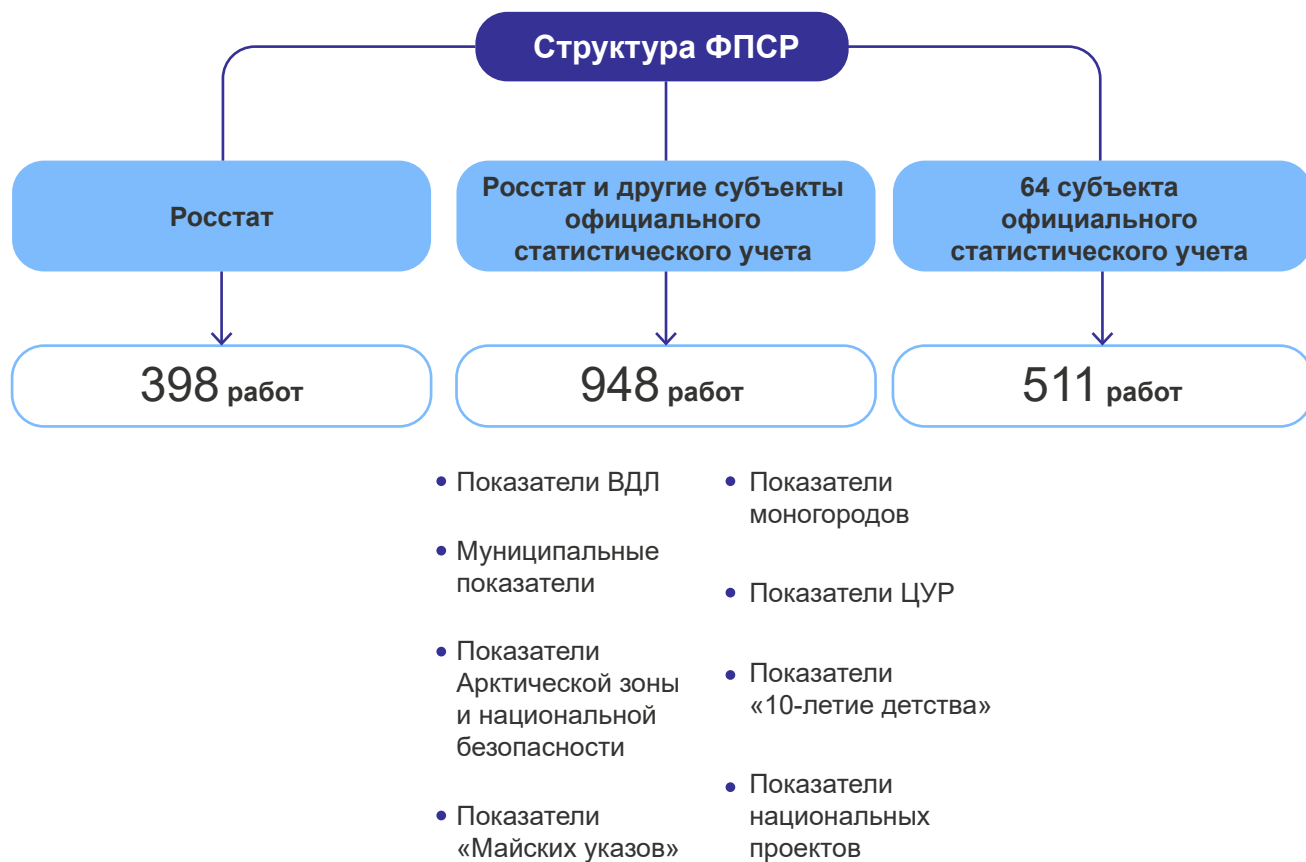 Структура ФПСР
Росстат
Росстат и другие субъекты
официального
статистического учета
64 субъекта
официального
статистического учета
398 работ
948 работ
511 работ
• Показатели ВДЛ
• Муниципальные
показатели
• Показатели
Арктической зоны
и национальной
безопасности
• Показатели
«Майских указов»
• Показатели
моногородов
• Показатели ЦУР
• Показатели
«10-летие детства»
• Показатели
национальных
проектов